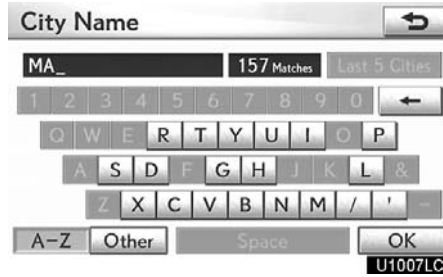 City Name
MA_ 157 Matches Last 5 Cities
1 2 3 4 5 6 7 8 9 0 ←
Q W E R T Y U I O P
A S D F G H J K L &
Z X C V B N M / ' -
A-Z Other Space OK
U1007LC